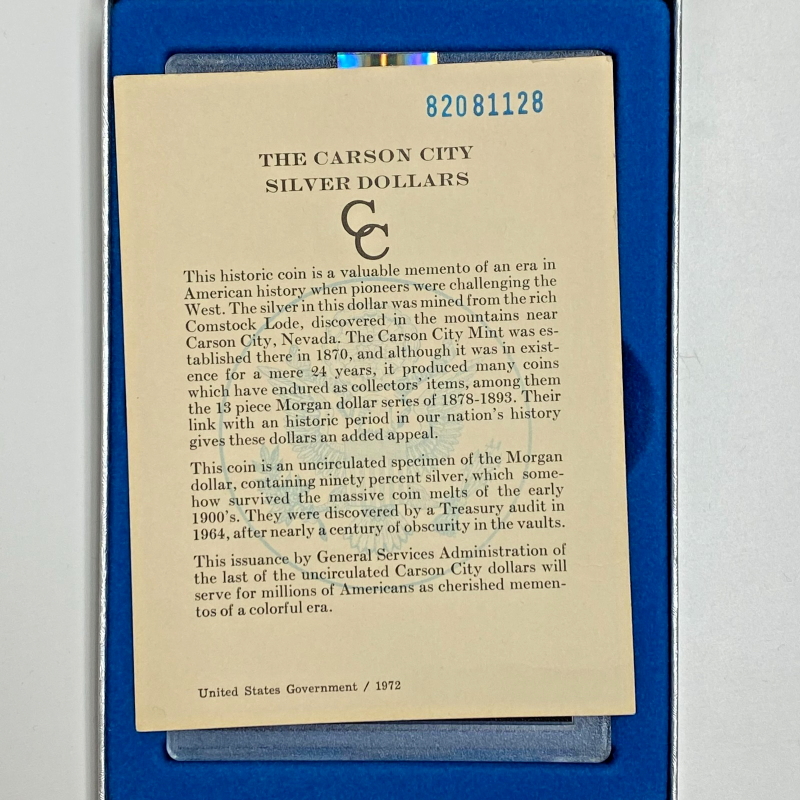 82081128
THE CARSON CITY
SILVER DOLLARS
CC
This historic coin is a valuable memento of an era in
American history when pioneers were challenging the
West. The silver in this dollar was mined from the rich
Comstock Lode, discovered in the mountains near
Carson City, Nevada. The Carson City Mint was es-
tablished there in 1870, and although it was in exist-
ence for a mere 24 years, it produced many coins
which have endured as collectors' items, among them
the 13 piece Morgan dollar series of 1878-1893. Their
link with an historic period in our nation's history
gives these dollars an added appeal.
This coin is an uncirculated specimen of the Morgan
dollar, containing ninety percent silver, which some-
how survived the massive coin melts of the early
1900's. They were discovered by a Treasury audit in
1964, after nearly a century of obscurity in the vaults.
This issuance by General Services Administration of
the last of the uncirculated Carson City dollars will
serve for millions of Americans as cherished memen-
tos of a colorful era.
United States Government / 1972